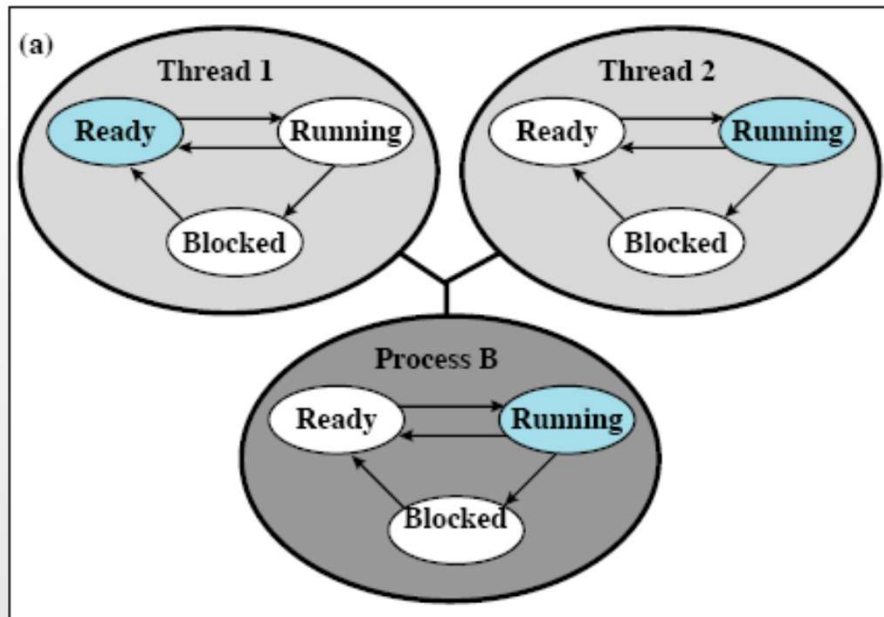 (a)
Thread 1
Ready
Running
Blocked
Thread 2
Ready
Running
Blocked
Process B
Ready
Running
Blocked